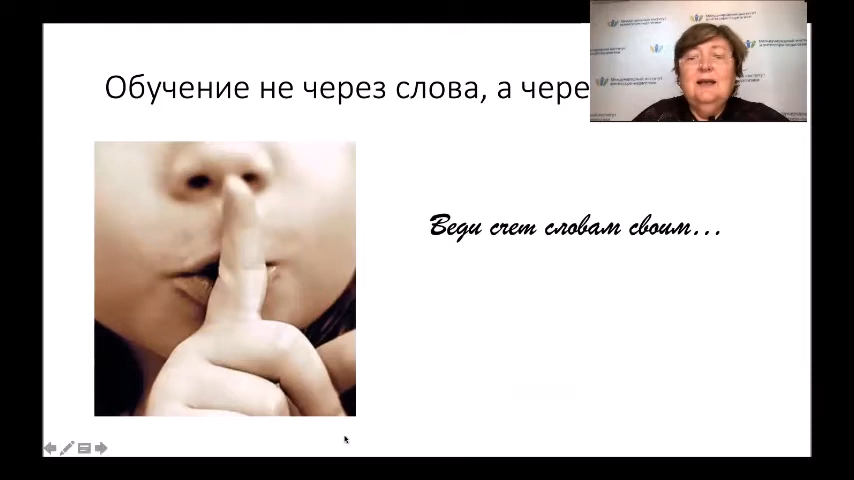 Обучение не через слова, а чере
Веди счет словам своим...